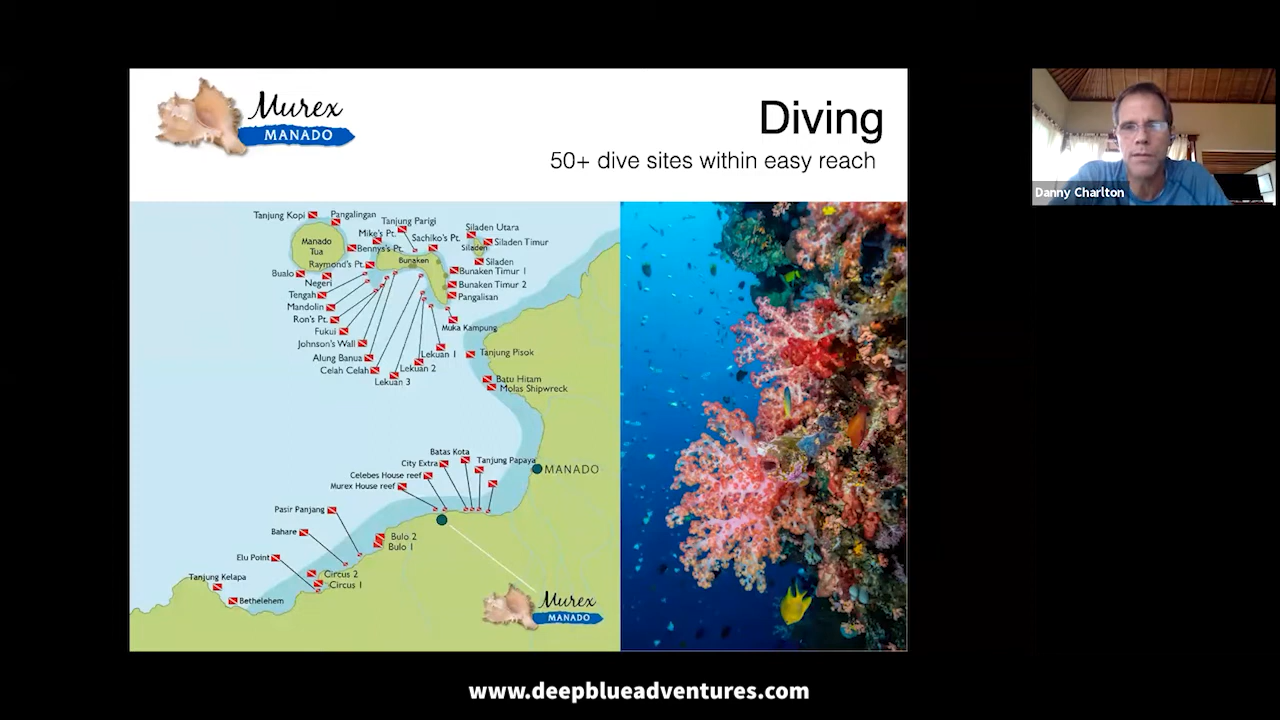 Murex
MANADO
Diving
50+ dive sites within easy reach
Danny Charlton
Tanjung Kopi
Pangalingan
Tanjung Parigi
Mike's Pt.
Sachiko's Pt.
Siladen Utara
Siladen Timur
Manado
Tua
Bennys's Pt.
Siladen
Raymond's Pt.
Bunaken
Siladen
Bualo
Negeri
Bunaken Timur 1
Bunaken Timur 2
Tengah
Pangalisan
Mandolin
Ron's Pt.
Muka Kampung
Fukui
Johnson's Wall
Alung Banua
Lekuan 1
Tanjung Pisok
Celah Celah
Lekuan 2
Lekuan 3
Batu Hitam
Molas Shipwreck
Batas Kota
City Extra
Tanjung Papaya
MANADO
Celebes House reef
Murex House reef
Pasir Panjang
Bahare
Bulo 2
Bulo 1
Elu Point
Circus 2
Tanjung Kelapa
Circus 1
Bethelehem
Murex
MANADO
www.deepblueadventures.com